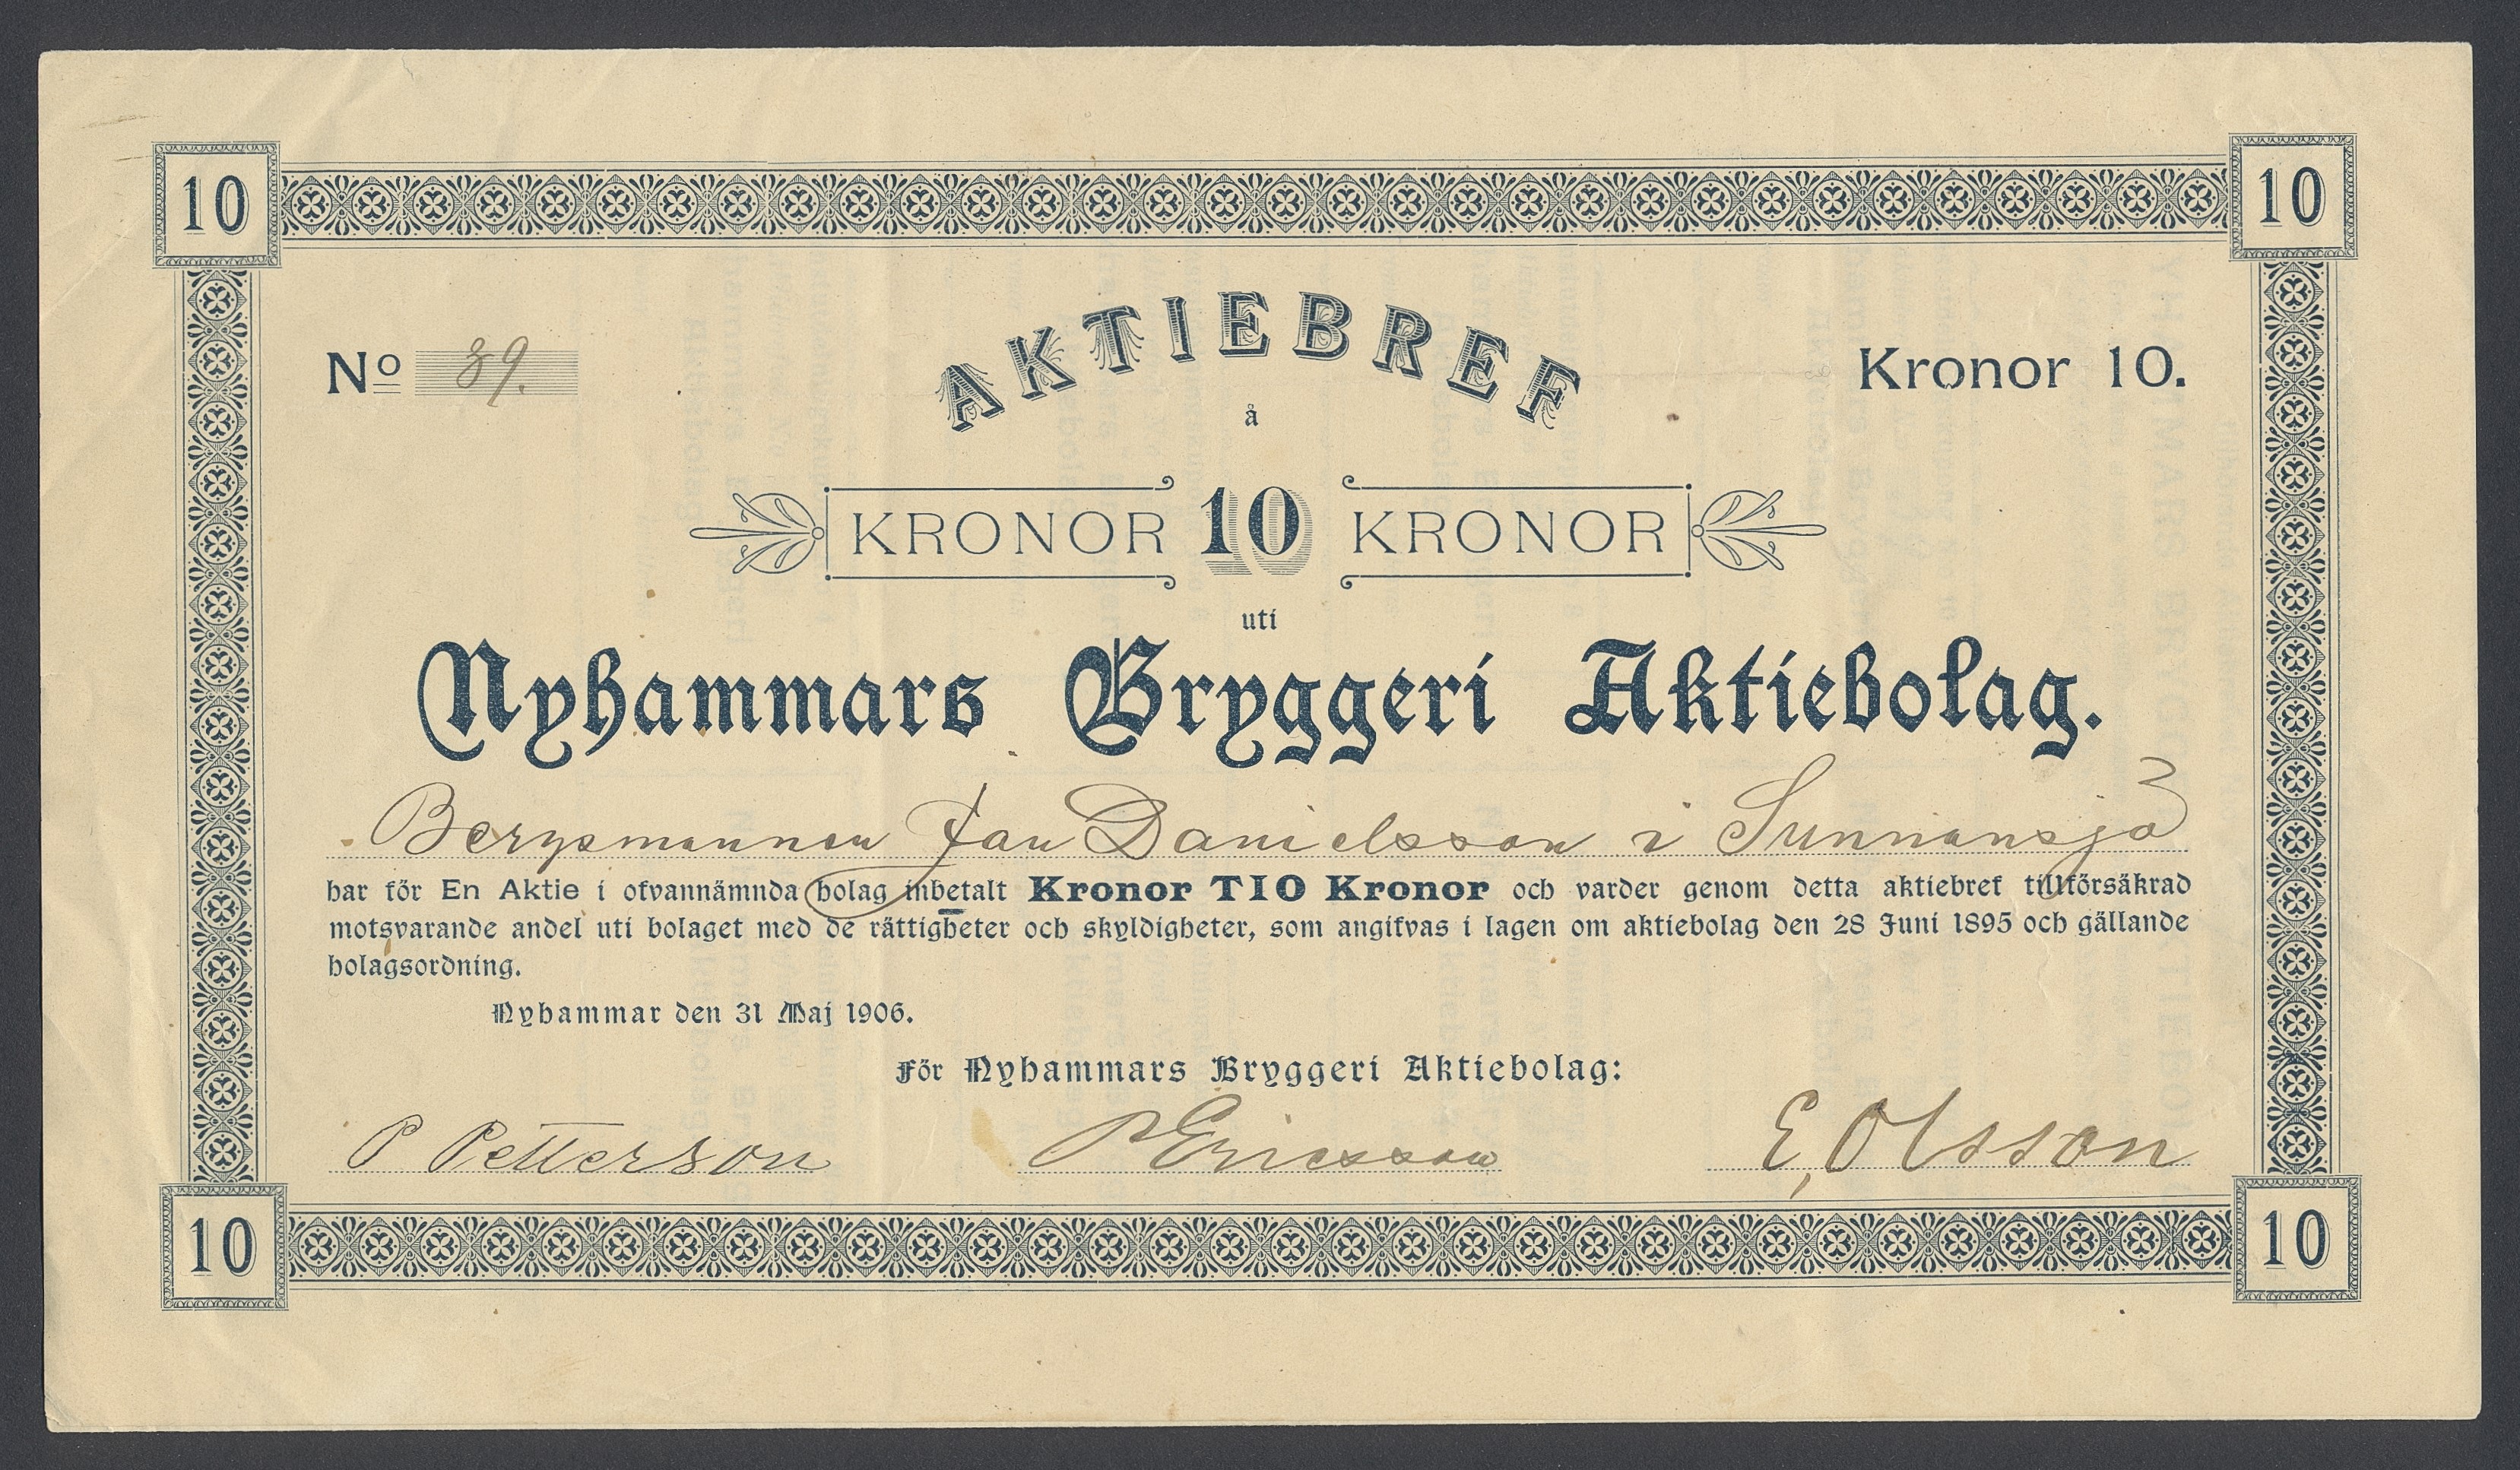 10 10
AKTIEBREF
No 89. Kronor 10.
å
KRONOR 10 KRONOR
uti
Nyhammars Bryggeri Aktiebolag.
Bergsmannen Jan Danielsson i Sunnansjö
har för En Aktie i ofvannämnda bolag inbetalt Kronor TIO Kronor och varder genom detta aktiebref tillförsäkrad
motsvarande andel uti bolaget med de rättigheter och skyldigheter, som angifvas i lagen om aktiebolag den 28 Juni 1895 och gällande
bolagsordning.
Nyhammar den 31 Maj 1906.
För Nyhammars Bryggeri Aktiebolag:
P Petterson P Ericsson E, Olsson
10 10